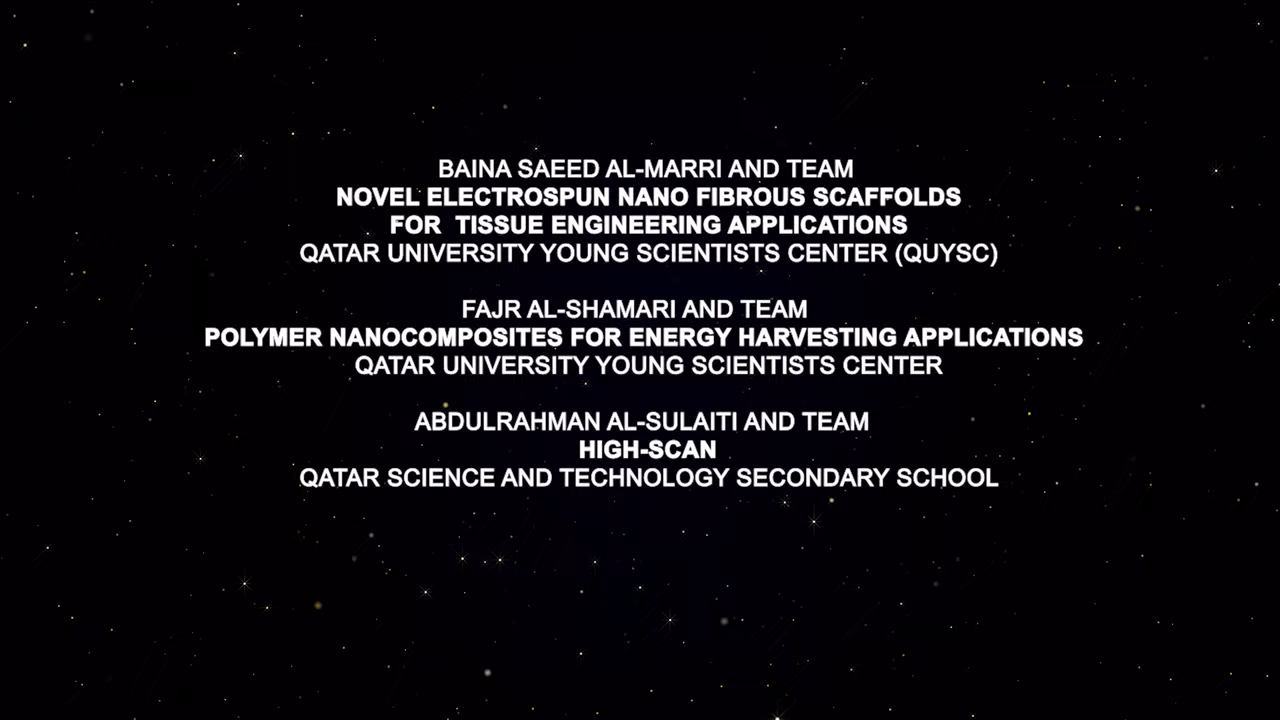 BAINA SAEED AL-MARRI AND TEAM
NOVEL ELECTROSPUN NANO FIBROUS SCAFFOLDS
FOR  TISSUE ENGINEERING APPLICATIONS
QATAR UNIVERSITY YOUNG SCIENTISTS CENTER (QUYSC)
FAJR AL-SHAMARI AND TEAM
POLYMER NANOCOMPOSITES FOR ENERGY HARVESTING APPLICATIONS
QATAR UNIVERSITY YOUNG SCIENTISTS CENTER
ABDULRAHMAN AL-SULAITI AND TEAM
HIGH-SCAN
QATAR SCIENCE AND TECHNOLOGY SECONDARY SCHOOL